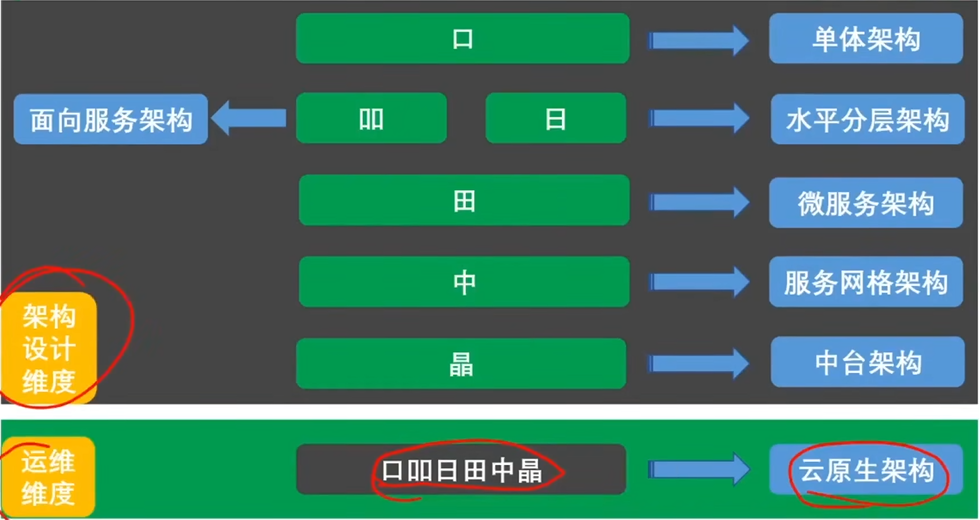 口
单体架构
面向服务架构
吅
日
水平分层架构
田
微服务架构
中
服务网格架构
架构
设计
维度
晶
中台架构
运维
维度
口吅日田中晶
云原生架构